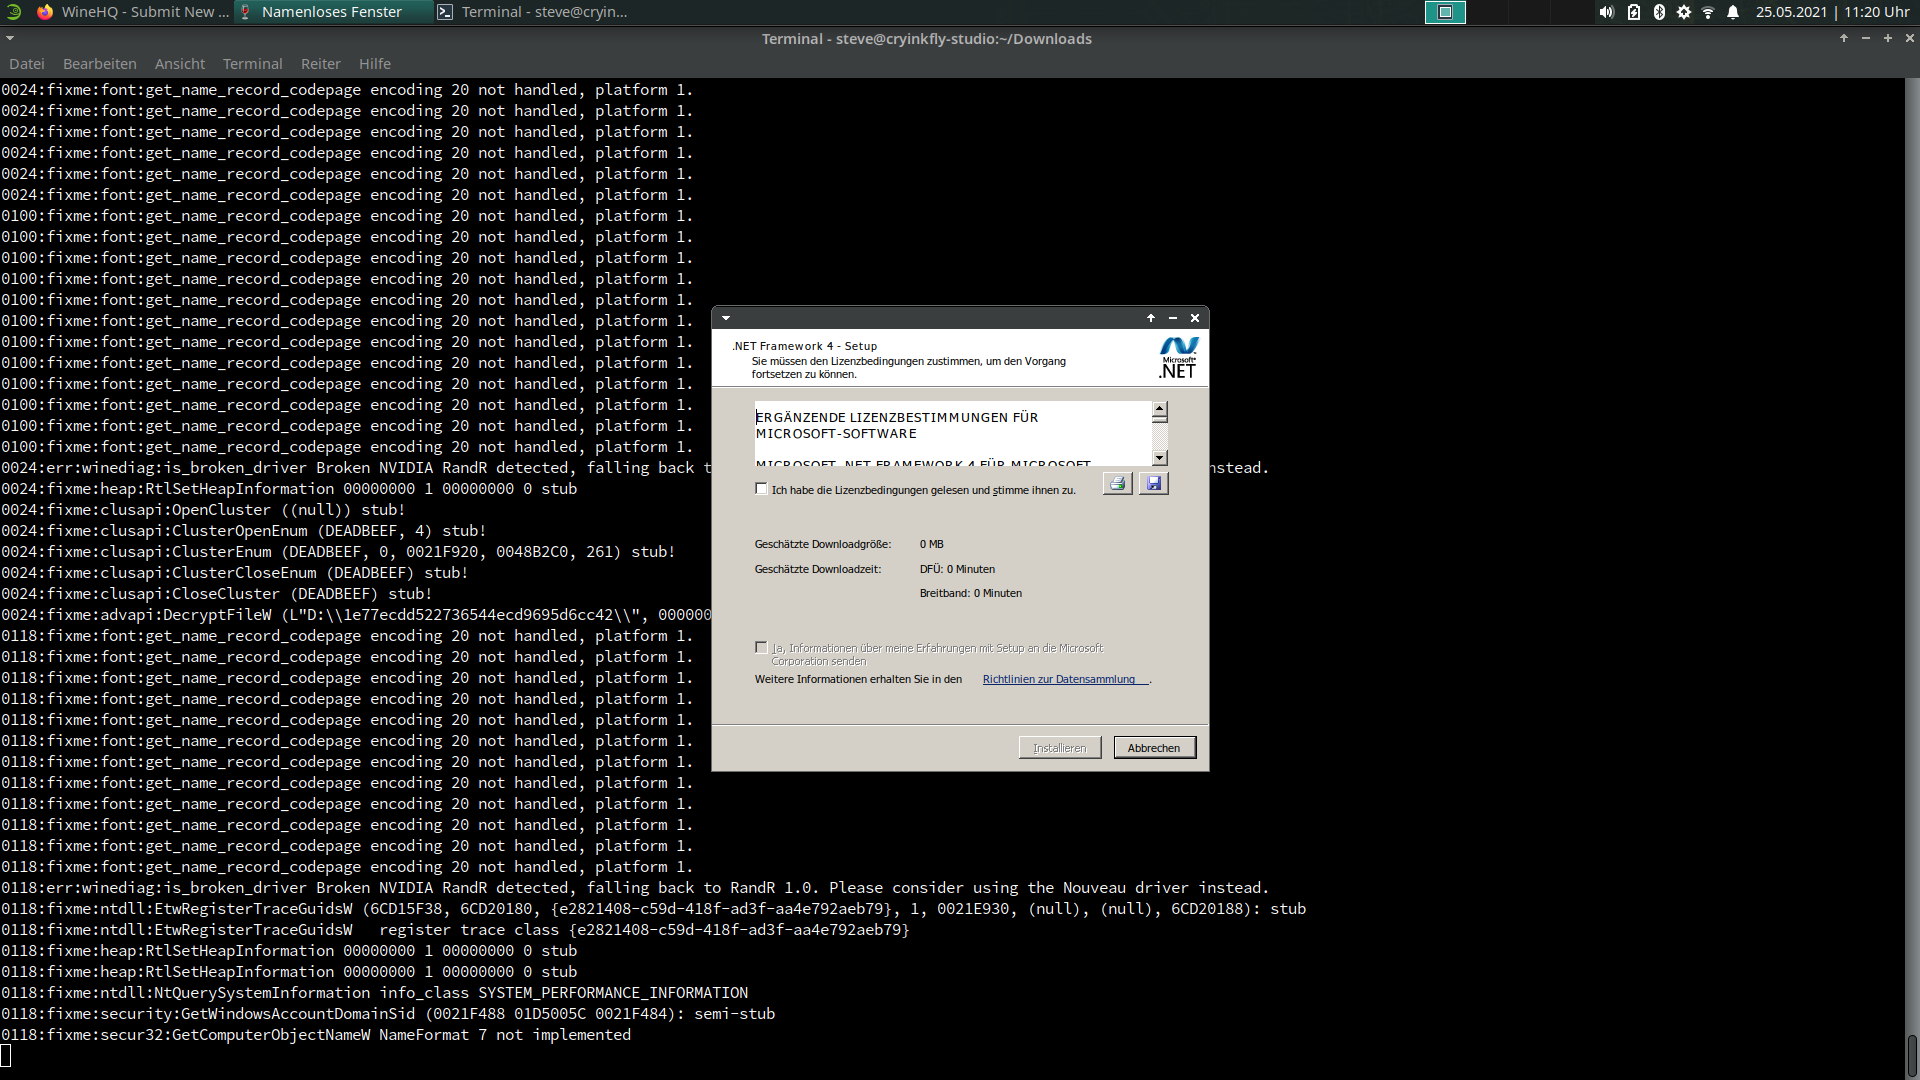 WineHQ - Submit New ...
Namenloses Fenster
Terminal - steve@cryin...
25.05.2021 | 11:20 Uhr
Terminal - steve@cryinkfly-studio:~/Downloads
Datei Bearbeiten Ansicht Terminal Reiter Hilfe
0024:fixme:font:get_name_record_codepage encoding 20 not handled, platform 1.
0024:fixme:font:get_name_record_codepage encoding 20 not handled, platform 1.
0024:fixme:font:get_name_record_codepage encoding 20 not handled, platform 1.
0024:fixme:font:get_name_record_codepage encoding 20 not handled, platform 1.
0024:fixme:font:get_name_record_codepage encoding 20 not handled, platform 1.
0024:fixme:font:get_name_record_codepage encoding 20 not handled, platform 1.
0100:fixme:font:get_name_record_codepage encoding 20 not handled, platform 1.
0100:fixme:font:get_name_record_codepage encoding 20 not handled, platform 1.
0100:fixme:font:get_name_record_codepage encoding 20 not handled, platform 1.
0100:fixme:font:get_name_record_codepage encoding 20 not handled, platform 1.
0100:fixme:font:get_name_record_codepage encoding 20 not handled, platform 1.
0100:fixme:font:get_name_record_codepage encoding 20 not handled, platform 1.
0100:fixme:font:get_name_record_codepage encoding 20 not handled, platform 1.
0100:fixme:font:get_name_record_codepage encoding 20 not handled, platform 1.
0100:fixme:font:get_name_record_codepage encoding 20 not handled, platform 1.
0100:fixme:font:get_name_record_codepage encoding 20 not handled, platform 1.
0100:fixme:font:get_name_record_codepage encoding 20 not handled, platform 1.
0100:fixme:font:get_name_record_codepage encoding 20 not handled, platform 1.
0024:err:winediag:is_broken_driver Broken NVIDIA RandR detected, falling back t nstead.
0024:fixme:heap:RtlSetHeapInformation 00000000 1 00000000 0 stub
0024:fixme:clusapi:OpenCluster ((null)) stub!
0024:fixme:clusapi:ClusterOpenEnum (DEADBEEF, 4) stub!
0024:fixme:clusapi:ClusterEnum (DEADBEEF, 0, 0021F920, 0048B2C0, 261) stub!
0024:fixme:clusapi:ClusterCloseEnum (DEADBEEF) stub!
0024:fixme:clusapi:CloseCluster (DEADBEEF) stub!
0024:fixme:advapi:DecryptFileW (L"D:\\1e77ecdd522736544ecd9695d6cc42\\", 000000
0118:fixme:font:get_name_record_codepage encoding 20 not handled, platform 1.
0118:fixme:font:get_name_record_codepage encoding 20 not handled, platform 1.
0118:fixme:font:get_name_record_codepage encoding 20 not handled, platform 1.
0118:fixme:font:get_name_record_codepage encoding 20 not handled, platform 1.
0118:fixme:font:get_name_record_codepage encoding 20 not handled, platform 1.
0118:fixme:font:get_name_record_codepage encoding 20 not handled, platform 1.
0118:fixme:font:get_name_record_codepage encoding 20 not handled, platform 1.
0118:fixme:font:get_name_record_codepage encoding 20 not handled, platform 1.
0118:fixme:font:get_name_record_codepage encoding 20 not handled, platform 1.
0118:fixme:font:get_name_record_codepage encoding 20 not handled, platform 1.
0118:fixme:font:get_name_record_codepage encoding 20 not handled, platform 1.
0118:fixme:font:get_name_record_codepage encoding 20 not handled, platform 1.
0118:err:winediag:is_broken_driver Broken NVIDIA RandR detected, falling back to RandR 1.0. Please consider using the Nouveau driver instead.
0118:fixme:ntdll:EtwRegisterTraceGuidsW (6CD15F38, 6CD20180, {e2821408-c59d-418f-ad3f-aa4e792aeb79}, 1, 0021E930, (null), (null), 6CD20188): stub
0118:fixme:ntdll:EtwRegisterTraceGuidsW   register trace class {e2821408-c59d-418f-ad3f-aa4e792aeb79}
0118:fixme:heap:RtlSetHeapInformation 00000000 1 00000000 0 stub
0118:fixme:heap:RtlSetHeapInformation 00000000 1 00000000 0 stub
0118:fixme:ntdll:NtQuerySystemInformation info_class SYSTEM_PERFORMANCE_INFORMATION
0118:fixme:security:GetWindowsAccountDomainSid (0021F488 01D5005C 0021F484): semi-stub
0118:fixme:secur32:GetComputerObjectNameW NameFormat 7 not implemented
.NET Framework 4 - Setup
Sie müssen den Lizenzbedingungen zustimmen, um den Vorgang
fortsetzen zu können.
Microsoft
.NET
ERGÄNZENDE LIZENZBESTIMMUNGEN FÜR
MICROSOFT-SOFTWARE
MICROSOFT .NET FRAMEWORK 4 FÜR MICROSOFT
Ich habe die Lizenzbedingungen gelesen und stimme ihnen zu.
Geschätzte Downloadgröße: 0 MB
Geschätzte Downloadzeit: DFÜ: 0 Minuten
Breitband: 0 Minuten
Ja, Informationen über meine Erfahrungen mit Setup an die Microsoft
Corporation senden
Weitere Informationen erhalten Sie in den Richtlinien zur Datensammlung .
Installieren Abbrechen